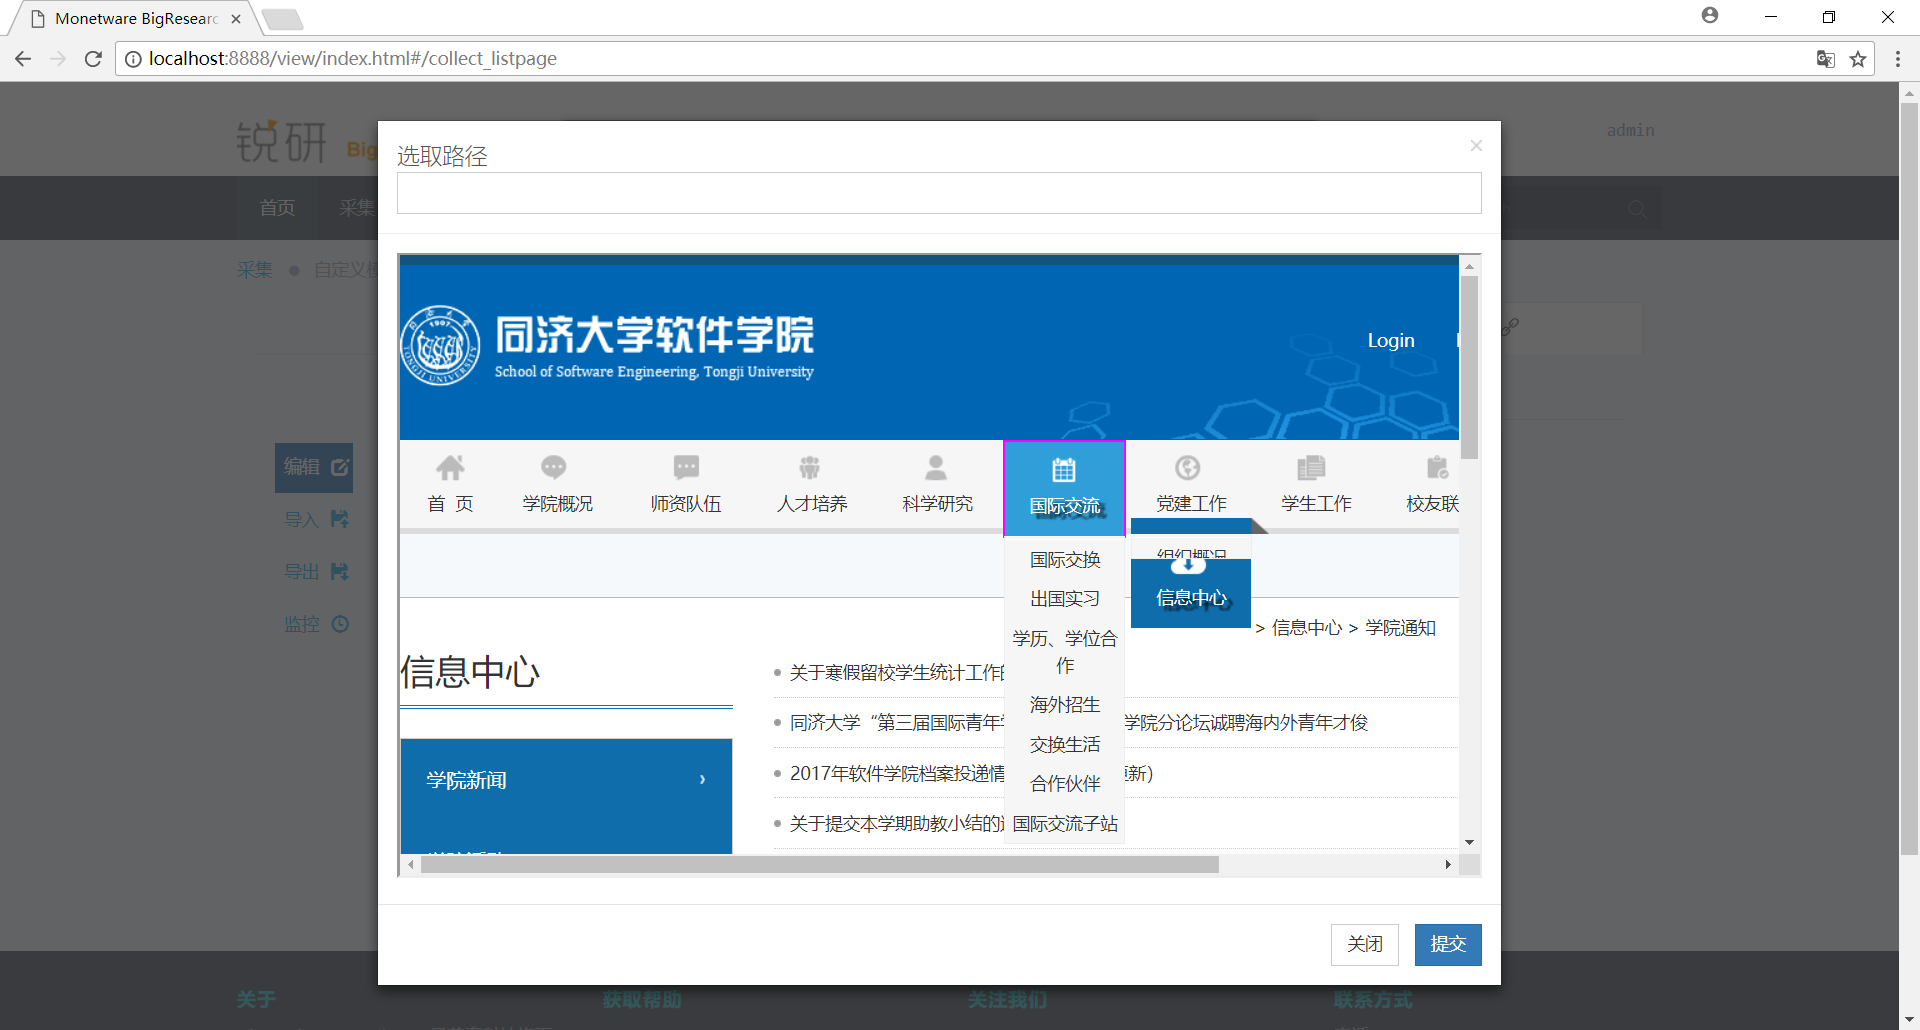 Monetware BigResearc
localhost:8888/view/index.html#/collect_listpage
锐研 Big
admin
选取路径
×
首页 采集
采集 自定义模
同济大学软件学院
School of Software Engineering, Tongji University
1907
TONGJI UNIVERSITY
Login
首 页 学院概况 师资队伍 人才培养 科学研究 国际交流 党建工作 学生工作 校友联
编辑
导入
导出
监控
国际交换
出国实习
学历、学位合
作
海外招生
交换生活
合作伙伴
国际交流子站
组织概况
信息中心
> 信息中心 > 学院通知
信息中心
学院新闻 ›
关于寒假留校学生统计工作的
同济大学“第三届国际青年学 学院分论坛诚聘海内外青年才俊
2017年软件学院档案投递情 更新）
关于提交本学期助教小结的通
关闭 提交
关于 获取帮助 关注我们 联系方式